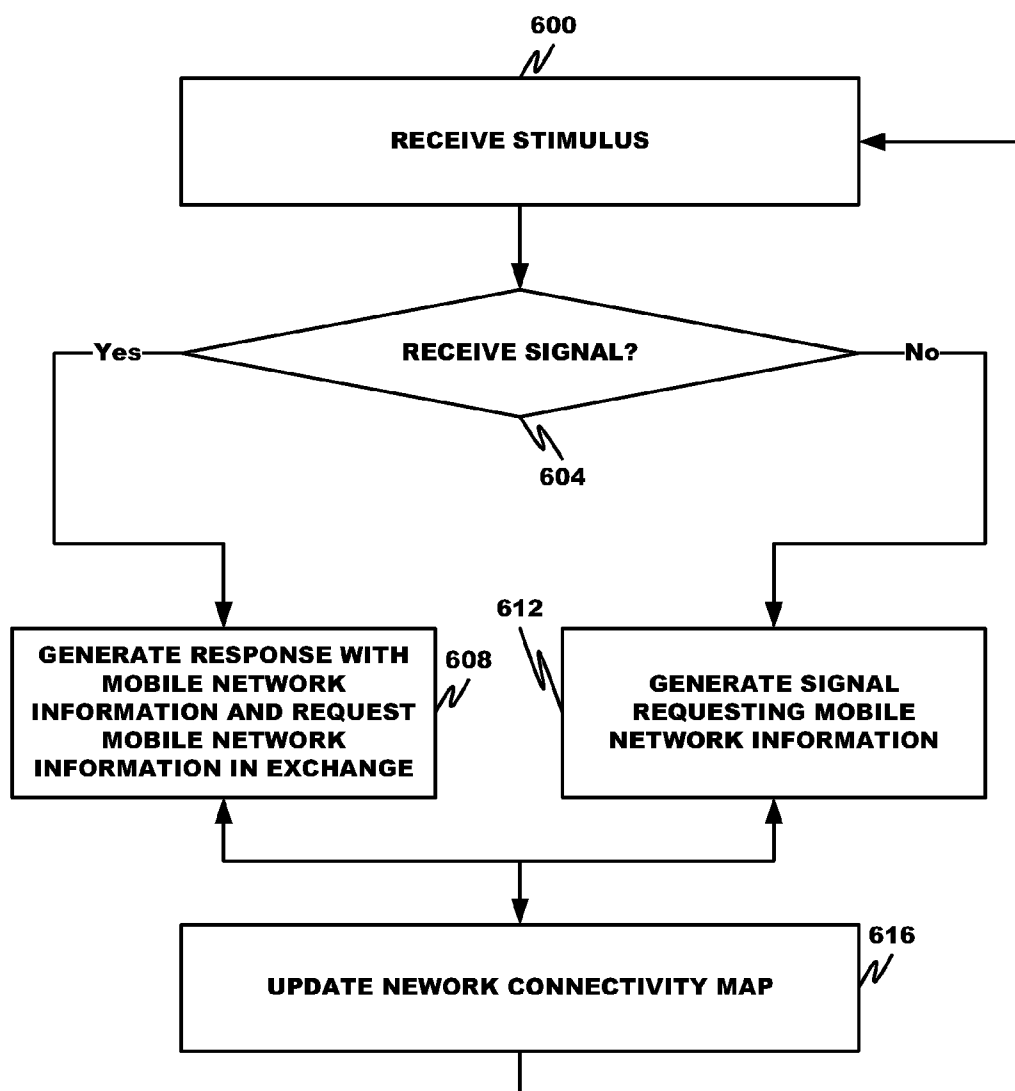 600
RECEIVE STIMULUS
Yes
RECEIVE SIGNAL?
No
604
612
GENERATE RESPONSE WITH
MOBILE NETWORK
INFORMATION AND REQUEST
MOBILE NETWORK
INFORMATION IN EXCHANGE
608
GENERATE SIGNAL
REQUESTING MOBILE
NETWORK INFORMATION
616
UPDATE NEWORK CONNECTIVITY MAP